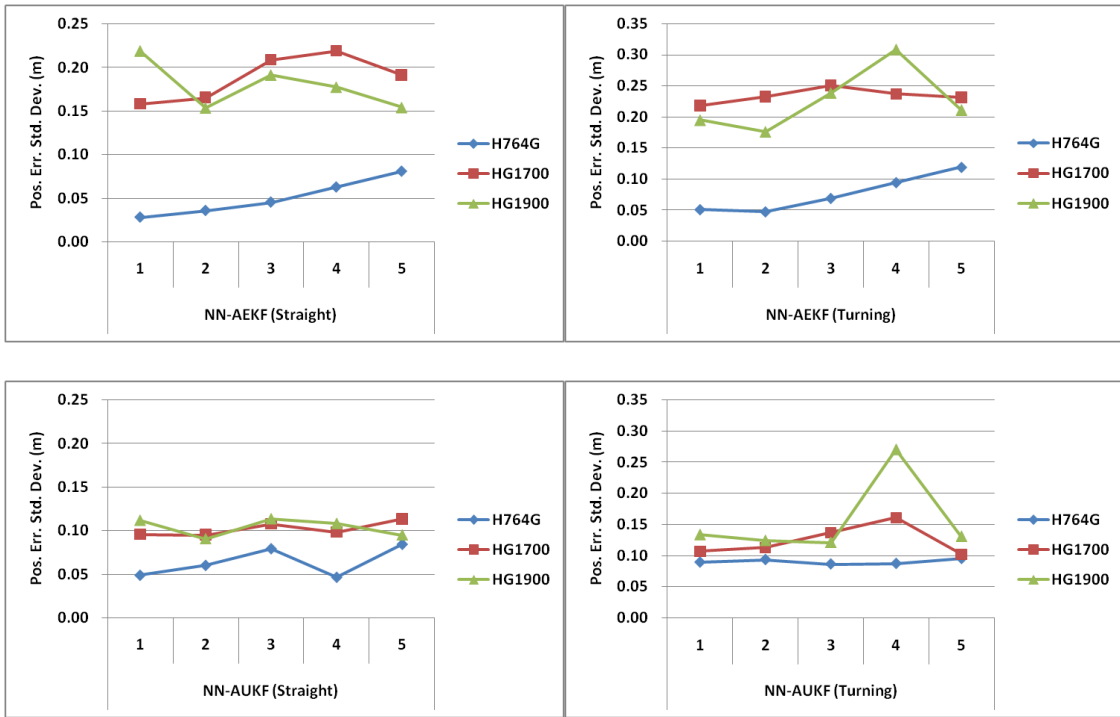 Pos. Err. Std. Dev. (m)
0.25
0.20
0.15
0.10
0.05
0.00
1 2 3 4 5
NN-AEKF (Straight)
H764G
HG1700
HG1900
Pos. Err. Std. Dev. (m)
0.35
0.30
0.25
0.20
0.15
0.10
0.05
0.00
1 2 3 4 5
NN-AEKF (Turning)
H764G
HG1700
HG1900
Pos. Err. Std. Dev. (m)
0.25
0.20
0.15
0.10
0.05
0.00
1 2 3 4 5
NN-AUKF (Straight)
H764G
HG1700
HG1900
Pos. Err. Std. Dev. (m)
0.35
0.30
0.25
0.20
0.15
0.10
0.05
0.00
1 2 3 4 5
NN-AUKF (Turning)
H764G
HG1700
HG1900